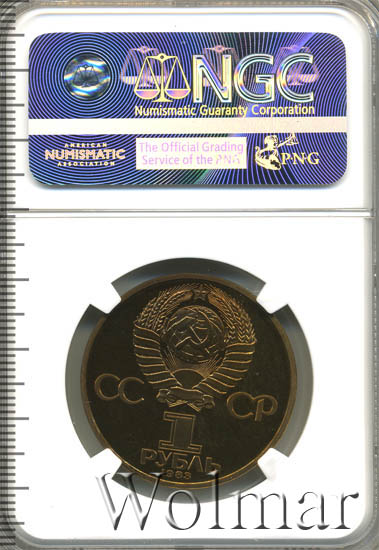 NGC
Numismatic Guaranty Corporation
AMERICAN
NUMISMATIC
ASSOCIATION
The Official Grading
Service of the PNG
PNG
СС СР
1
РУБЛЬ
1983
Wolmar